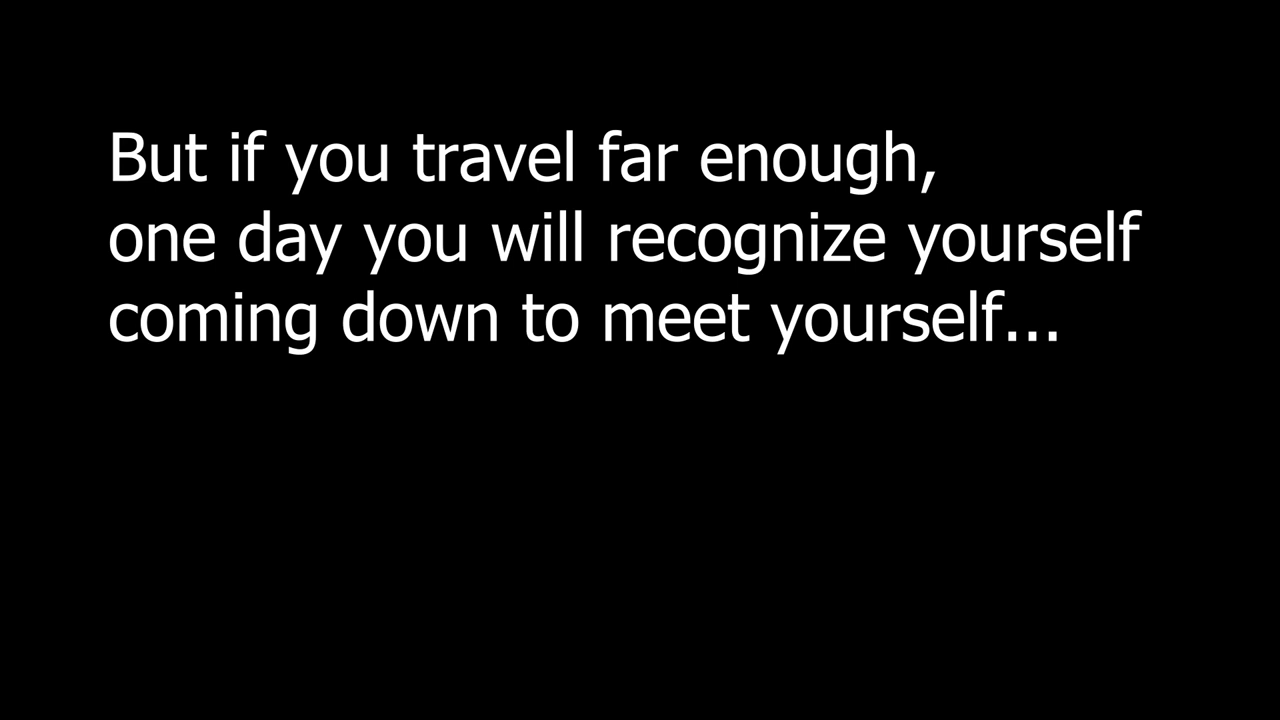 But if you travel far enough,
one day you will recognize yourself
coming down to meet yourself...